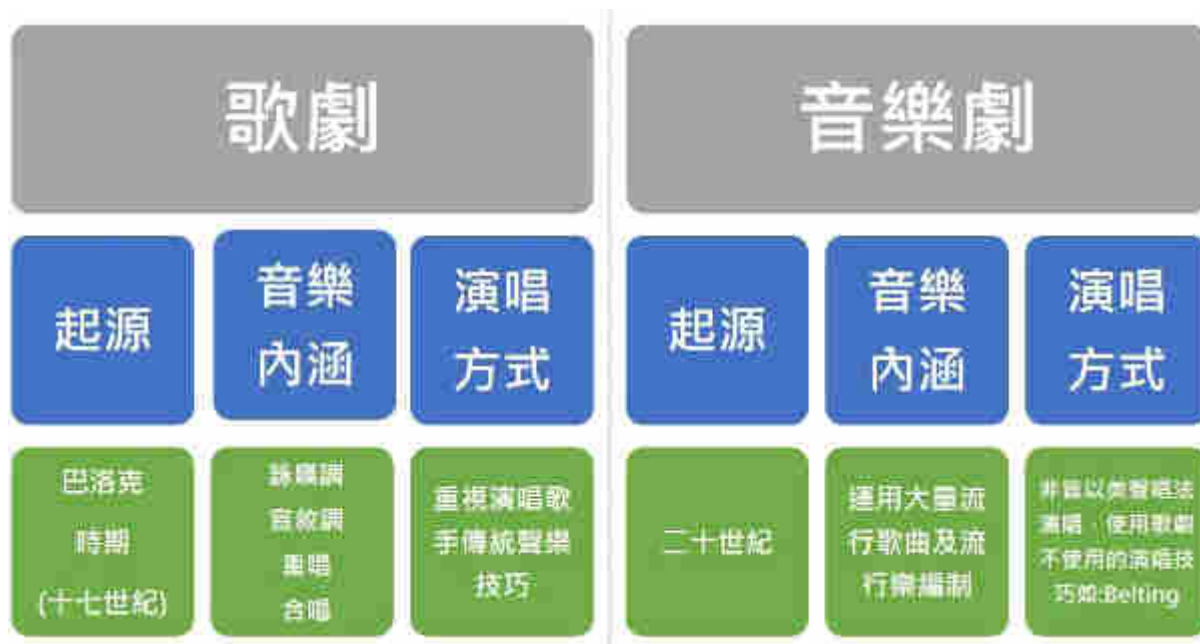 歌劇
音樂劇
起源
音樂
內涵
演唱
方式
起源
音樂
內涵
演唱
方式
巴洛克
時期
(十七世紀)
詠嘆調
宣敘調
重唱
合唱
重視演唱歌
手傳統聲樂
技巧
二十世紀
運用大量流
行歌曲及流
行樂編制
以美聲唱法
演唱，使用歌劇
不使用的演唱技
巧如:Belting